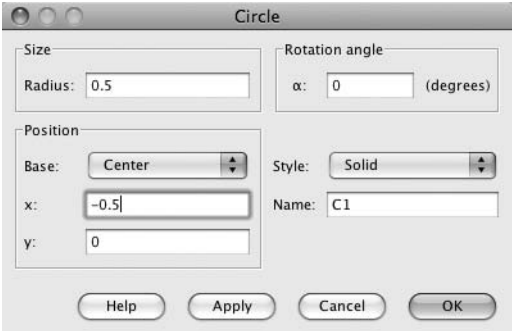 Circle
Size
Radius: 0.5
Rotation angle
α: 0 (degrees)
Position
Base: Center
x: -0.5
y: 0
Style: Solid
Name: C1
Help Apply Cancel OK